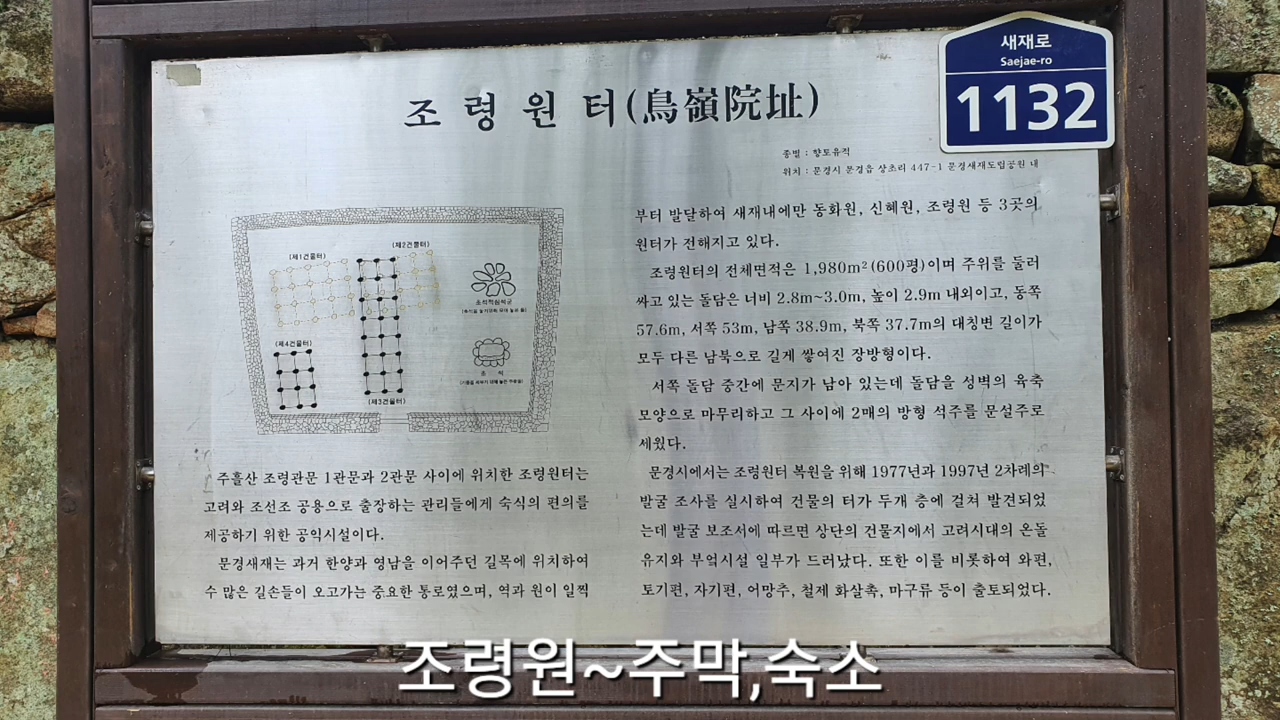 새재로
Saejae-ro
1132
조령원터(鳥嶺院址)
종별 : 향토유적
위치 : 문경시 문경읍 상초리 447-1 문경새재도립공원 내
(제1건물터)
(제2건물터)
(제4건물터)
(제3건물터)
초석적심석군
초석
주흘산 조령관문 1관문과 2관문 사이에 위치한 조령원터는
고려와 조선조 공용으로 출장하는 관리들에게 숙식의 편의를
제공하기 위한 공익시설이다.
문경새재는 과거 한양과 영남을 이어주던 길목에 위치하여
수 많은 길손들이 오고가는 중요한 통로였으며, 역과 원이 일찍
부터 발달하여 새재내에만 동화원, 신혜원, 조령원 등 3곳의
원터가 전해지고 있다.
조령원터의 전체면적은 1,980m²(600평)이며 주위를 둘러
싸고 있는 돌담은 너비 2.8m~3.0m, 높이 2.9m 내외이고, 동쪽
57.6m, 서쪽 53m, 남쪽 38.9m, 북쪽 37.7m의 대칭변 길이가
모두 다른 남북으로 길게 쌓여진 장방형이다.
서쪽 돌담 중간에 문지가 남아 있는데 돌담을 성벽의 육축
모양으로 마무리하고 그 사이에 2매의 방형 석주를 문설주로
세웠다.
문경시에서는 조령원터 복원을 위해 1977년과 1997년 2차례의
발굴 조사를 실시하여 건물의 터가 두개 층에 걸쳐 발견되었
는데 발굴 보조서에 따르면 상단의 건물지에서 고려시대의 온돌
유지와 부엌시설 일부가 드러났다. 또한 이를 비롯하여 와편,
토기편, 자기편, 어망추, 철제 화살촉, 마구류 등이 출토되었다.
조령원~주막,숙소